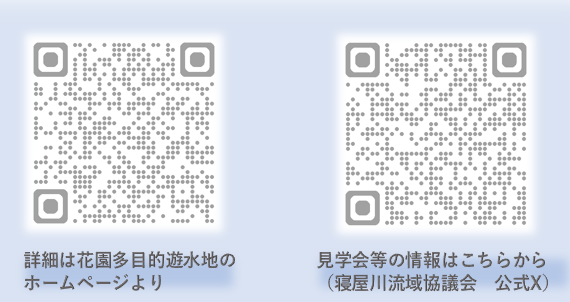 詳細は花園多目的遊水地の
ホームページより
見学会等の情報はこちらから
（寝屋川流域協議会　公式X）